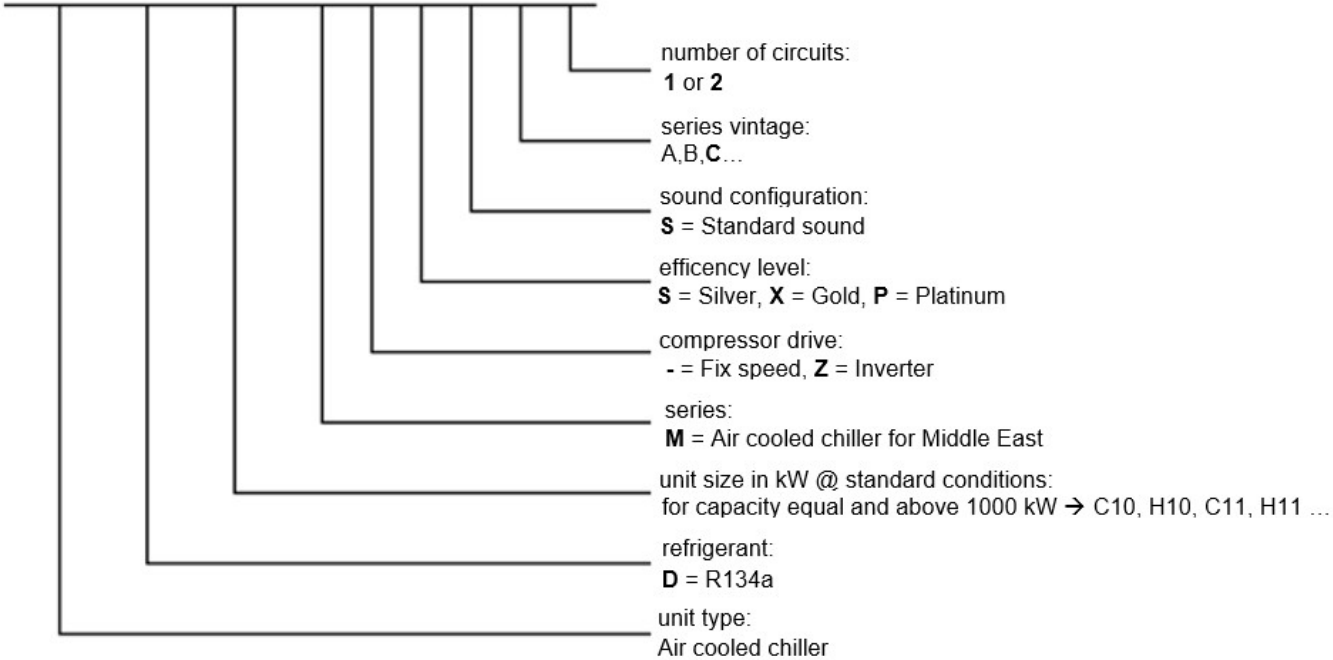 number of circuits:
1 or 2
series vintage:
A,B,C…
sound configuration:
S = Standard sound
efficency level:
S = Silver, X = Gold, P = Platinum
compressor drive:
- = Fix speed, Z = Inverter
series:
M = Air cooled chiller for Middle East
unit size in kW @ standard conditions:
for capacity equal and above 1000 kW → C10, H10, C11, H11 …
refrigerant:
D = R134a
unit type:
Air cooled chiller